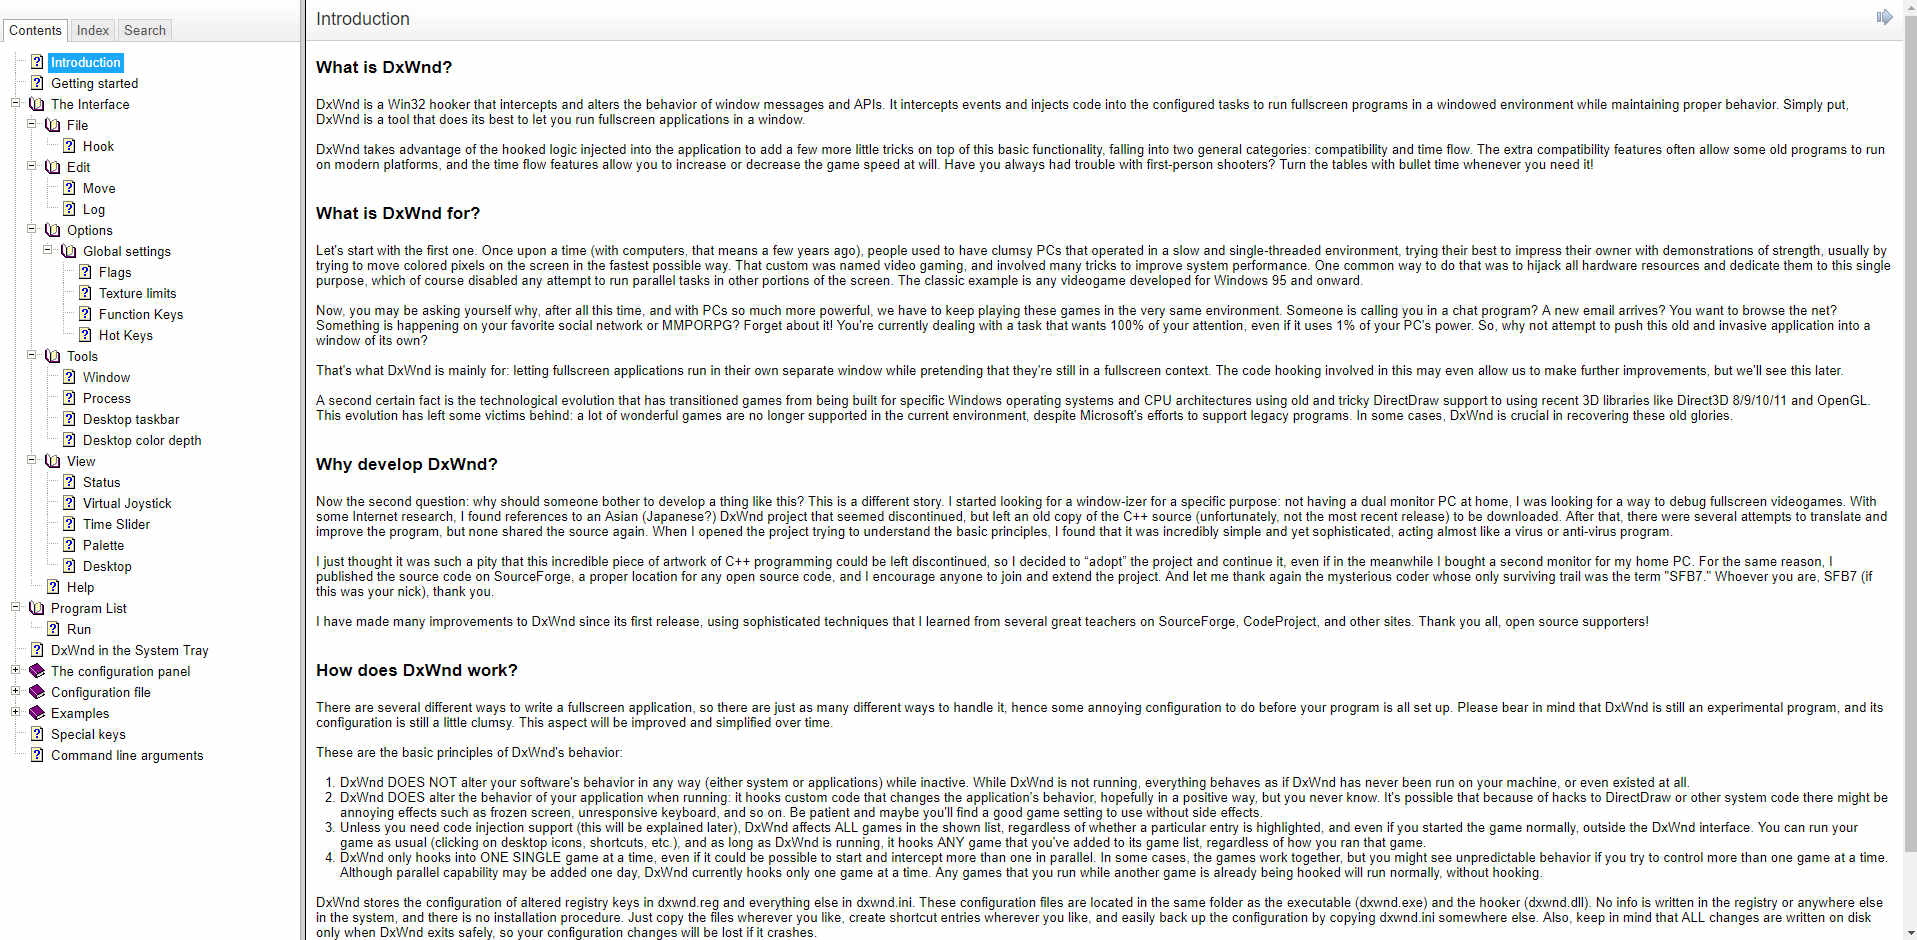 Contents
Index
Search
Introduction
Getting started
The Interface
File
Hook
Edit
Move
Log
Options
Global settings
Flags
Texture limits
Function Keys
Hot Keys
Tools
Window
Process
Desktop taskbar
Desktop color depth
View
Status
Virtual Joystick
Time Slider
Palette
Desktop
Help
Program List
Run
DxWnd in the System Tray
The configuration panel
Configuration file
Examples
Special keys
Command line arguments
Introduction
What is DxWnd?
DxWnd is a Win32 hooker that intercepts and alters the behavior of window messages and APIs. It intercepts events and injects code into the configured tasks to run fullscreen programs in a windowed environment while maintaining proper behavior. Simply put,
DxWnd is a tool that does its best to let you run fullscreen applications in a window.
DxWnd takes advantage of the hooked logic injected into the application to add a few more little tricks on top of this basic functionality, falling into two general categories: compatibility and time flow. The extra compatibility features often allow some old programs to run
on modern platforms, and the time flow features allow you to increase or decrease the game speed at will. Have you always had trouble with first-person shooters? Turn the tables with bullet time whenever you need it!
What is DxWnd for?
Let's start with the first one. Once upon a time (with computers, that means a few years ago), people used to have clumsy PCs that operated in a slow and single-threaded environment, trying their best to impress their owner with demonstrations of strength, usually by
trying to move colored pixels on the screen in the fastest possible way. That custom was named video gaming, and involved many tricks to improve system performance. One common way to do that was to hijack all hardware resources and dedicate them to this single
purpose, which of course disabled any attempt to run parallel tasks in other portions of the screen. The classic example is any videogame developed for Windows 95 and onward.
Now, you may be asking yourself why, after all this time, and with PCs so much more powerful, we have to keep playing these games in the very same environment. Someone is calling you in a chat program? A new email arrives? You want to browse the net?
Something is happening on your favorite social network or MMPORPG? Forget about it! You're currently dealing with a task that wants 100% of your attention, even if it uses 1% of your PC's power. So, why not attempt to push this old and invasive application into a
window of its own?
That's what DxWnd is mainly for: letting fullscreen applications run in their own separate window while pretending that they're still in a fullscreen context. The code hooking involved in this may even allow us to make further improvements, but we'll see this later.
A second certain fact is the technological evolution that has transitioned games from being built for specific Windows operating systems and CPU architectures using old and tricky DirectDraw support to using recent 3D libraries like Direct3D 8/9/10/11 and OpenGL.
This evolution has left some victims behind: a lot of wonderful games are no longer supported in the current environment, despite Microsoft's efforts to support legacy programs. In some cases, DxWnd is crucial in recovering these old glories.
Why develop DxWnd?
Now the second question: why should someone bother to develop a thing like this? This is a different story. I started looking for a window-izer for a specific purpose: not having a dual monitor PC at home, I was looking for a way to debug fullscreen videogames. With
some Internet research, I found references to an Asian (Japanese?) DxWnd project that seemed discontinued, but left an old copy of the C++ source (unfortunately, not the most recent release) to be downloaded. After that, there were several attempts to translate and
improve the program, but none shared the source again. When I opened the project trying to understand the basic principles, I found that it was incredibly simple and yet sophisticated, acting almost like a virus or anti-virus program.
I just thought it was such a pity that this incredible piece of artwork of C++ programming could be left discontinued, so I decided to “adopt” the project and continue it, even if in the meanwhile I bought a second monitor for my home PC. For the same reason, I
published the source code on SourceForge, a proper location for any open source code, and I encourage anyone to join and extend the project. And let me thank again the mysterious coder whose only surviving trail was the term "SFB7." Whoever you are, SFB7 (if
this was your nick), thank you.
I have made many improvements to DxWnd since its first release, using sophisticated techniques that I learned from several great teachers on SourceForge, CodeProject, and other sites. Thank you all, open source supporters!
How does DxWnd work?
There are several different ways to write a fullscreen application, so there are just as many different ways to handle it, hence some annoying configuration to do before your program is all set up. Please bear in mind that DxWnd is still an experimental program, and its
configuration is still a little clumsy. This aspect will be improved and simplified over time.
These are the basic principles of DxWnd's behavior:
1. DxWnd DOES NOT alter your software's behavior in any way (either system or applications) while inactive. While DxWnd is not running, everything behaves as if DxWnd has never been run on your machine, or even existed at all.
2. DxWnd DOES alter the behavior of your application when running: it hooks custom code that changes the application's behavior, hopefully in a positive way, but you never know. It's possible that because of hacks to DirectDraw or other system code there might be
annoying effects such as frozen screen, unresponsive keyboard, and so on. Be patient and maybe you'll find a good game setting to use without side effects.
3. Unless you need code injection support (this will be explained later), DxWnd affects ALL games in the shown list, regardless of whether a particular entry is highlighted, and even if you started the game normally, outside the DxWnd interface. You can run your
game as usual (clicking on desktop icons, shortcuts, etc.), and as long as DxWnd is running, it hooks ANY game that you've added to its game list, regardless of how you ran that game.
4. DxWnd only hooks into ONE SINGLE game at a time, even if it could be possible to start and intercept more than one in parallel. In some cases, the games work together, but you might see unpredictable behavior if you try to control more than one game at a time.
Although parallel capability may be added one day, DxWnd currently hooks only one game at a time. Any games that you run while another game is already being hooked will run normally, without hooking.
DxWnd stores the configuration of altered registry keys in dxwnd.reg and everything else in dxwnd.ini. These configuration files are located in the same folder as the executable (dxwnd.exe) and the hooker (dxwnd.dll). No info is written in the registry or anywhere else
in the system, and there is no installation procedure. Just copy the files wherever you like, create shortcut entries wherever you like, and easily back up the configuration by copying dxwnd.ini somewhere else. Also, keep in mind that ALL changes are written on disk
only when DxWnd exits safely, so your configuration changes will be lost if it crashes.